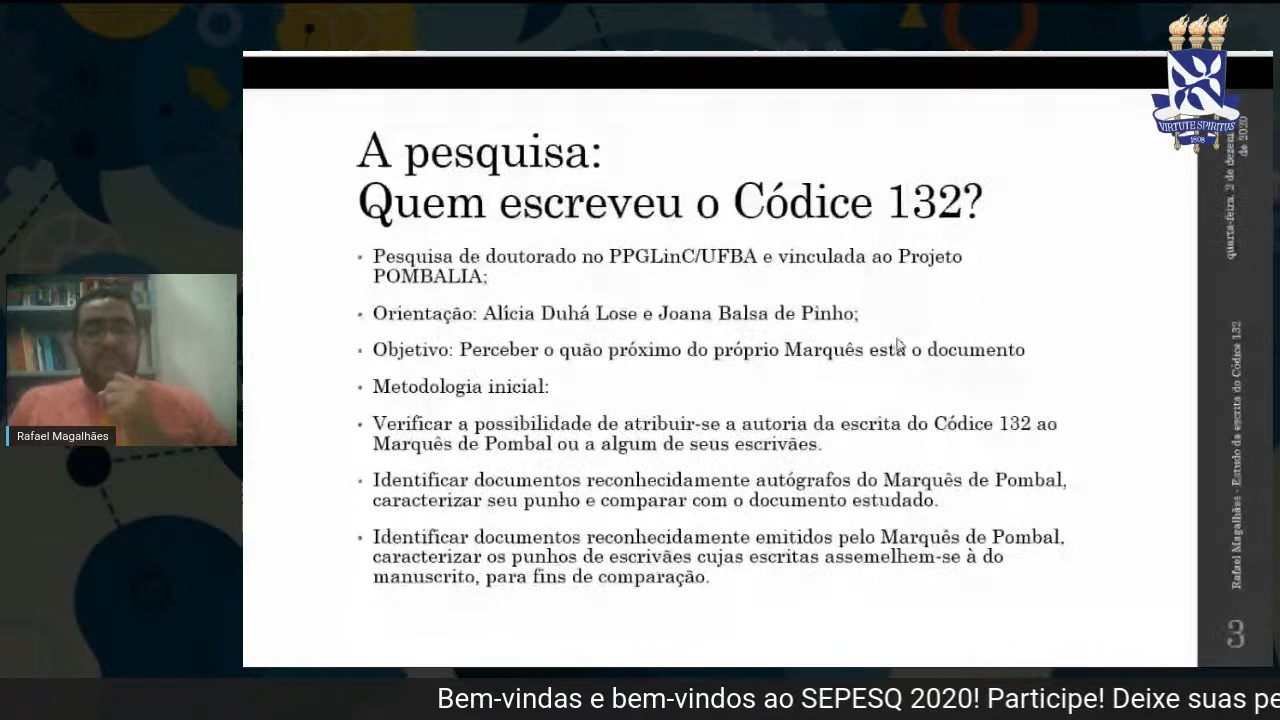 A pesquisa:
Quem escreveu o Códice 132?
Pesquisa de doutorado no PPGLinC/UFBA e vinculada ao Projeto
POMBALIA;
Orientação: Alícia Duhá Lose e Joana Balsa de Pinho;
Objetivo: Perceber o quão próximo do próprio Marquês está o documento
Metodologia inicial:
Verificar a possibilidade de atribuir-se a autoria da escrita do Códice 132 ao
Marquês de Pombal ou a algum de seus escrivães.
Identificar documentos reconhecidamente autógrafos do Marquês de Pombal,
caracterizar seu punho e comparar com o documento estudado.
Identificar documentos reconhecidamente emitidos pelo Marquês de Pombal,
caracterizar os punhos de escrivães cujas escritas assemelhem-se à do
manuscrito, para fins de comparação.
VIRTUTE SPIRITUS
1808
quarta-feira, 2 de dezem
de 2020
Rafael Magalhães - Estudo da escrita do Códice 132
3
Rafael Magalhães
Bem-vindas e bem-vindos ao SEPESQ 2020! Participe! Deixe suas pe